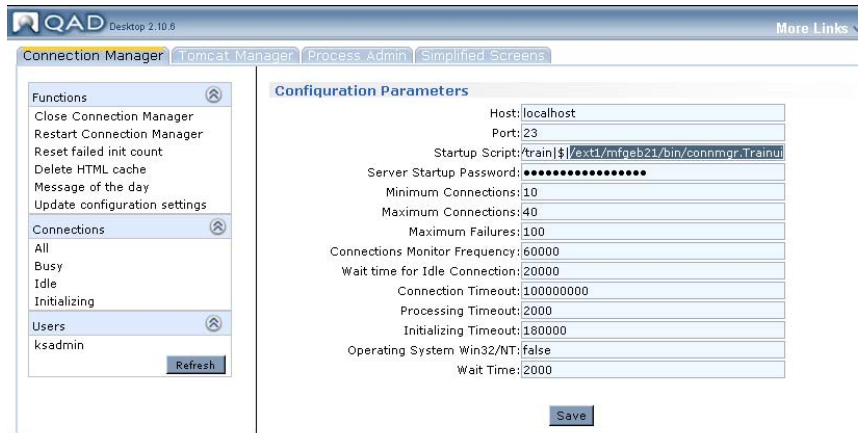 QAD Desktop 2.10.6
More Links
Connection Manager Tomcat Manager Process Admin Simplified Screens
Functions
Close Connection Manager
Restart Connection Manager
Reset failed init count
Delete HTML cache
Message of the day
Update configuration settings
Connections
All
Busy
Idle
Initializing
Users
ksadmin
Refresh
Configuration Parameters
Host: localhost
Port: 23
Startup Script: /train|$|/ext1/mfgeb21/bin/connmgr.Trainui
Server Startup Password: •••••••••••••••••
Minimum Connections: 10
Maximum Connections: 40
Maximum Failures: 100
Connections Monitor Frequency: 60000
Wait time for Idle Connection: 20000
Connection Timeout: 100000000
Processing Timeout: 2000
Initializing Timeout: 180000
Operating System Win32/NT: false
Wait Time: 2000
Save